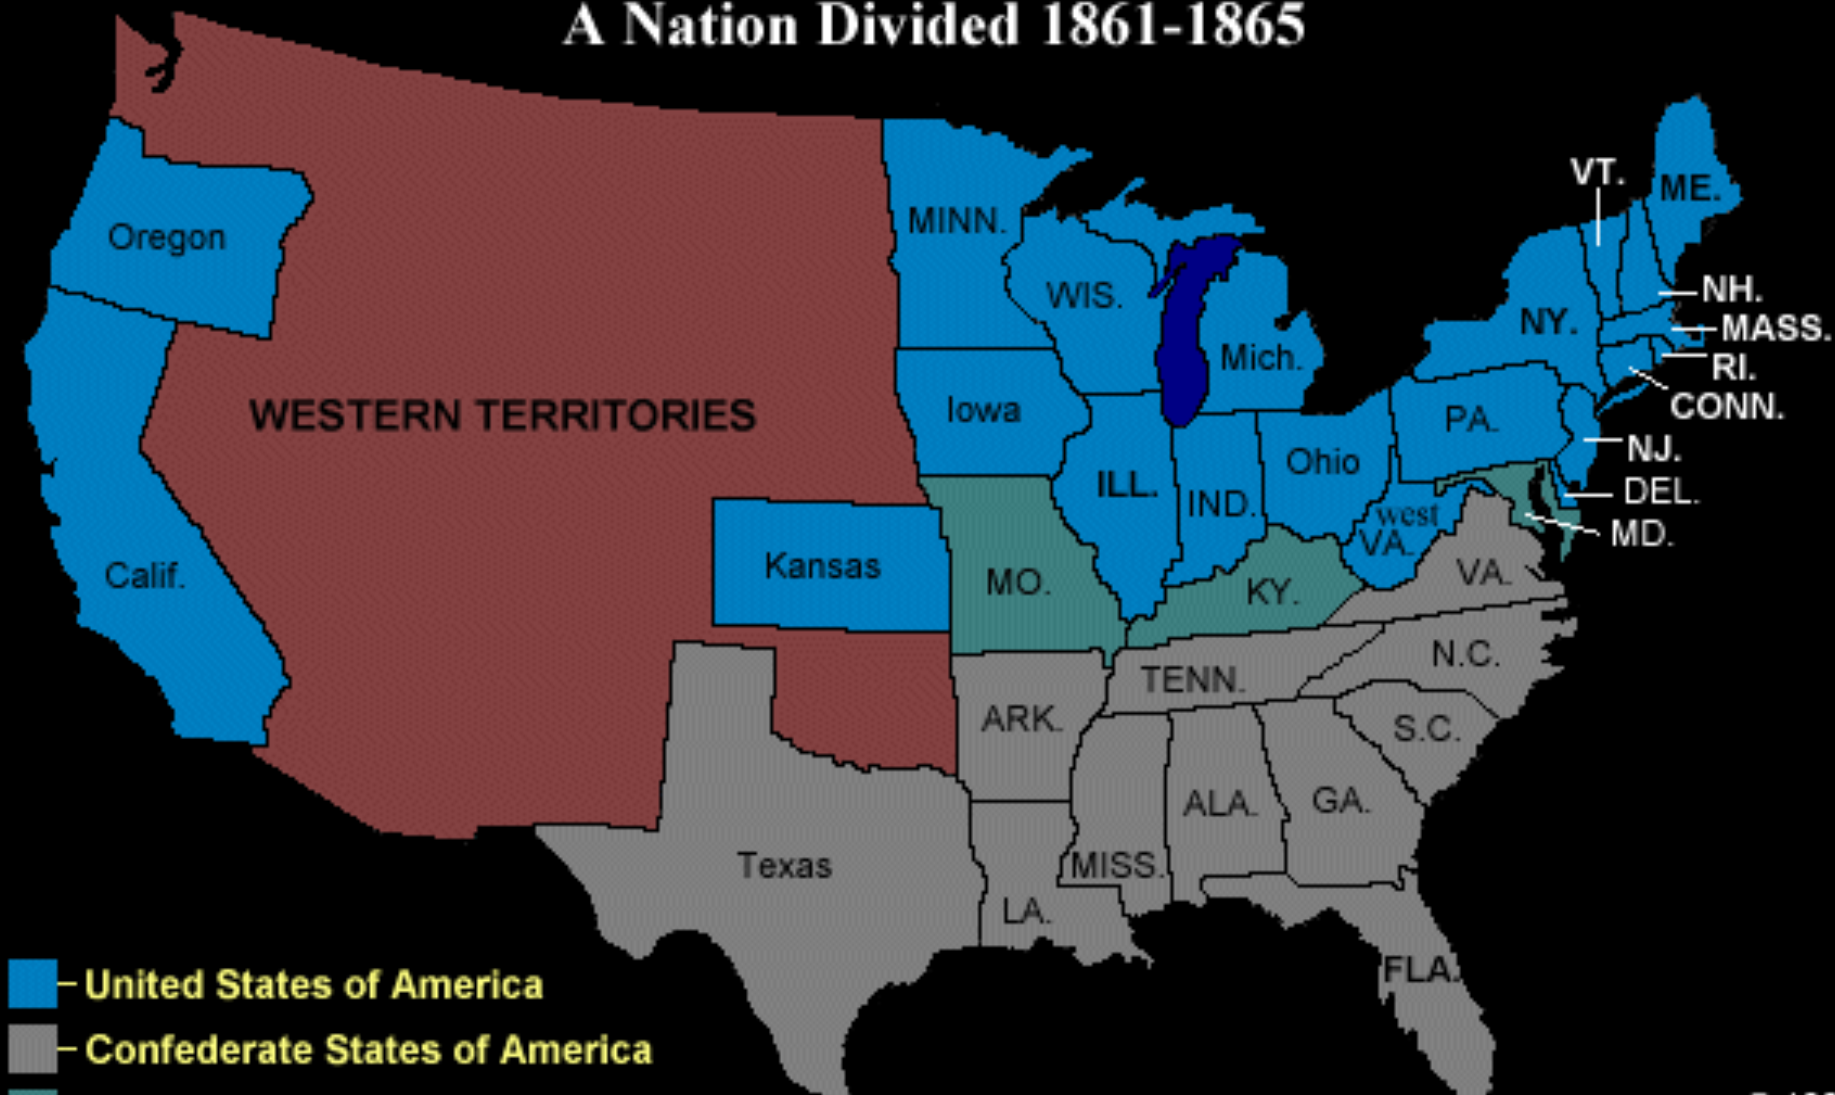 A Nation Divided 1861-1865
VT.
ME.
Oregon
MINN.
WIS.
NH.
NY.
MASS.
Mich.
RI.
CONN.
WESTERN TERRITORIES
Iowa
PA.
NJ.
Ohio
ILL.
IND.
DEL.
west
VA.
MD.
Kansas
Calif.
MO.
KY.
VA.
N.C.
TENN.
ARK.
S.C.
ALA.
GA.
Texas
MISS.
LA.
FLA.
United States of America
Confederate States of America